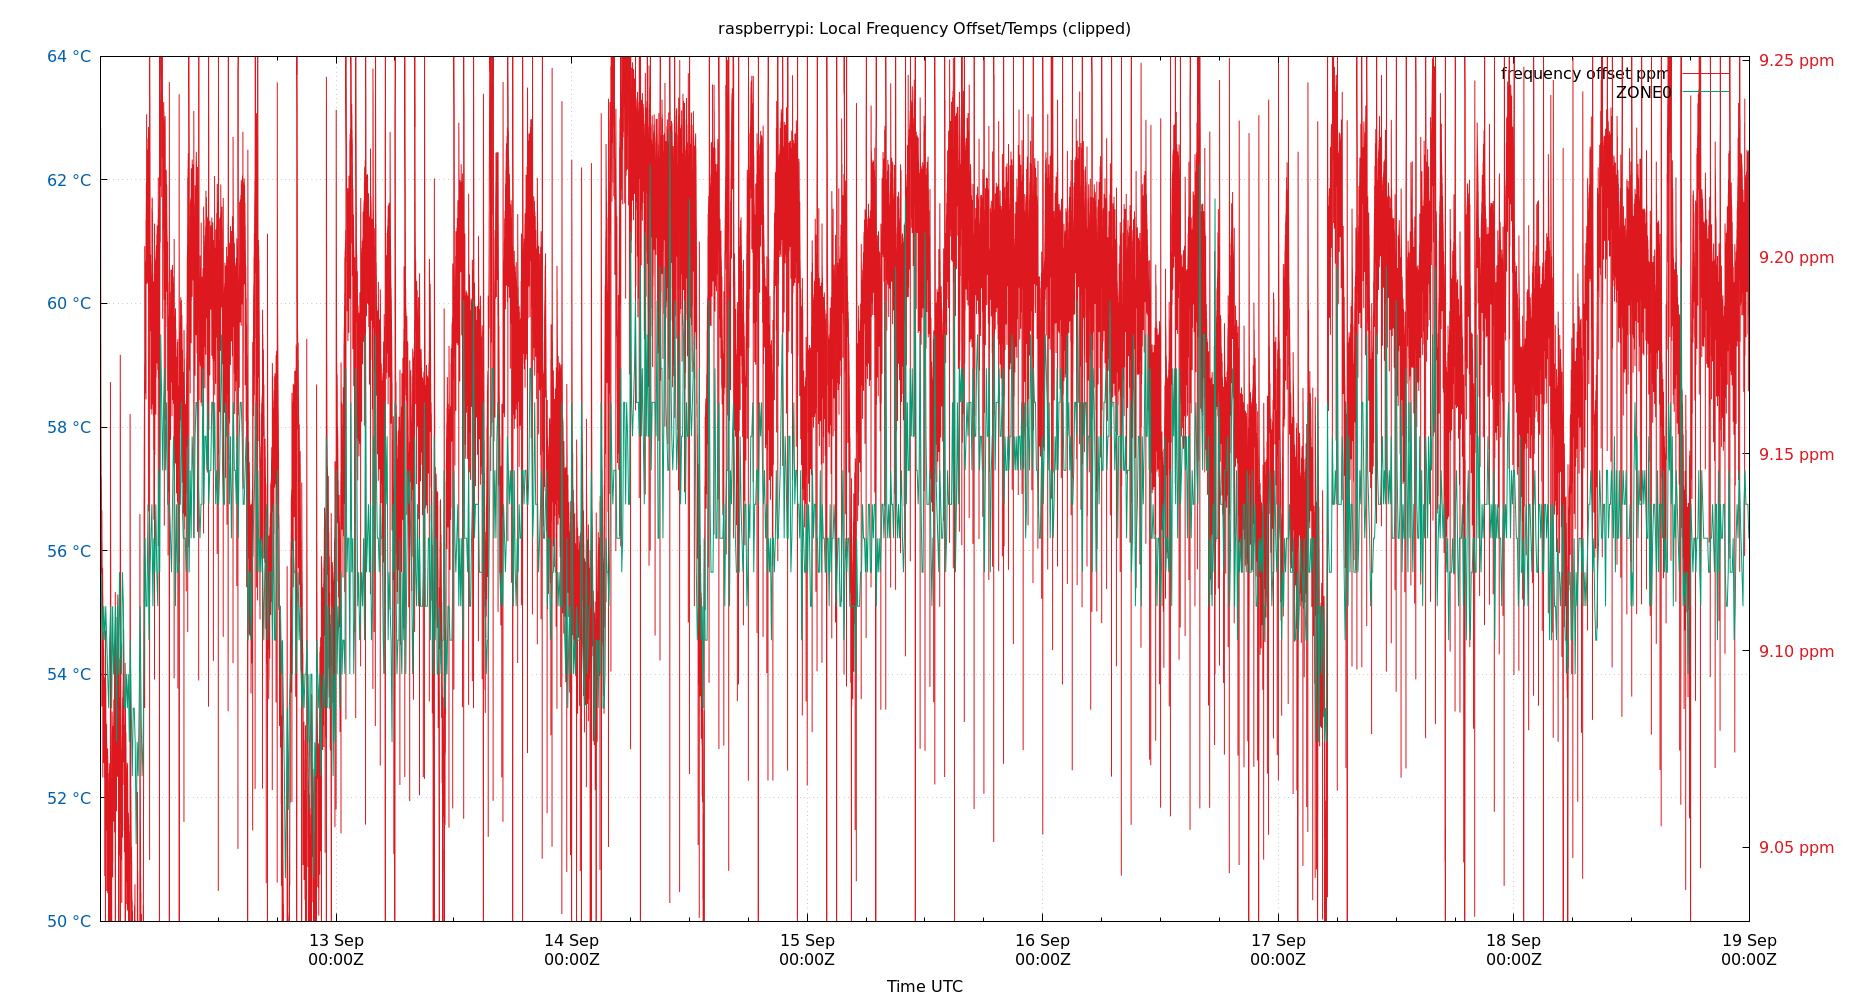 raspberrypi: Local Frequency Offset/Temps (clipped)
64 °C
62 °C
60 °C
58 °C
56 °C
54 °C
52 °C
50 °C
9.25 ppm
9.20 ppm
9.15 ppm
9.10 ppm
9.05 ppm
frequency offset ppm
ZONE0
13 Sep
00:00Z
14 Sep
00:00Z
15 Sep
00:00Z
16 Sep
00:00Z
17 Sep
00:00Z
18 Sep
00:00Z
19 Sep
00:00Z
Time UTC